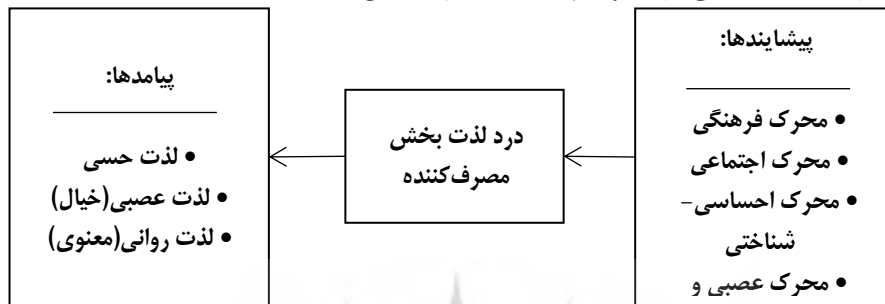 پیشایندها:
• محرک فرهنگی
• محرک اجتماعی
• محرک احساسی-
شناختی
• محرک عصبی و
درد لذت بخش
مصرف‌کننده
پیامدها:
• لذت حسی
• لذت عصبی(خیال)
• لذت روانی(معنوی)